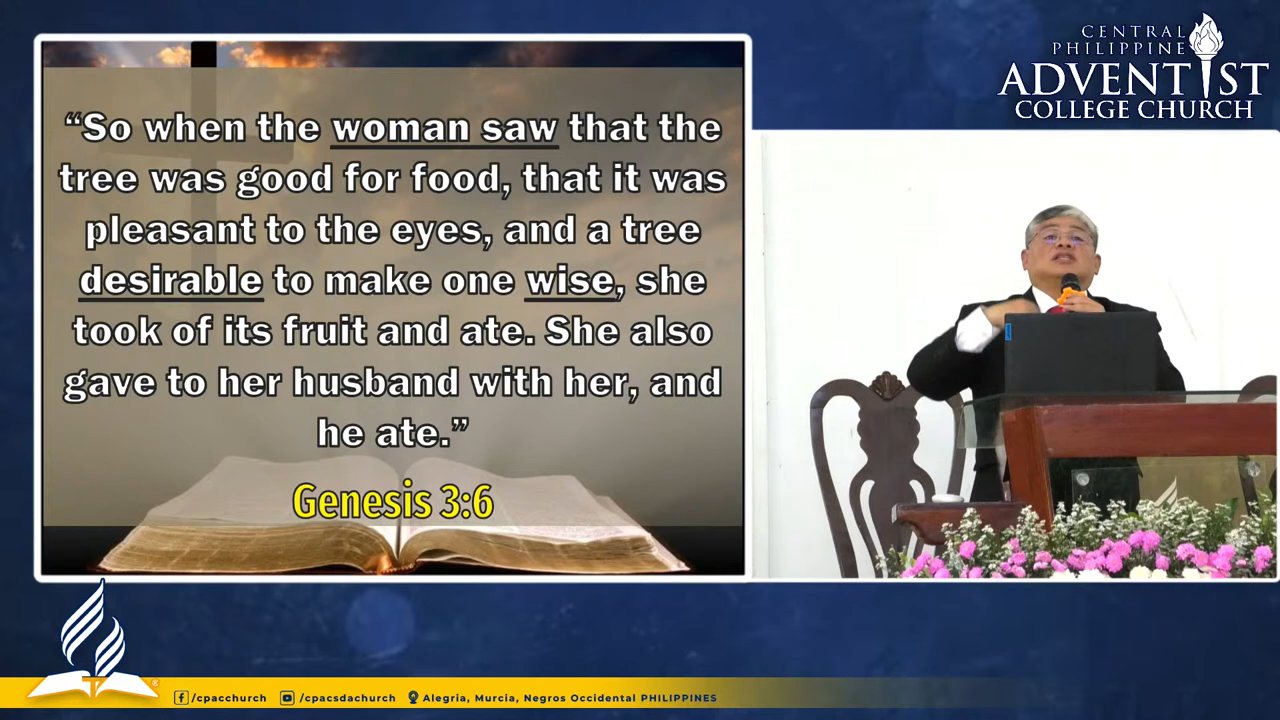 “So when the woman saw that the
tree was good for food, that it was
pleasant to the eyes, and a tree
desirable to make one wise, she
took of its fruit and ate. She also
gave to her husband with her, and
he ate.”
Genesis 3:6
CENTRAL
PHILIPPINE
ADVENTIST
COLLEGE CHURCH
/cpacchurch
/cpacsdachurch
Alegria, Murcia, Negros Occidental PHILIPPINES